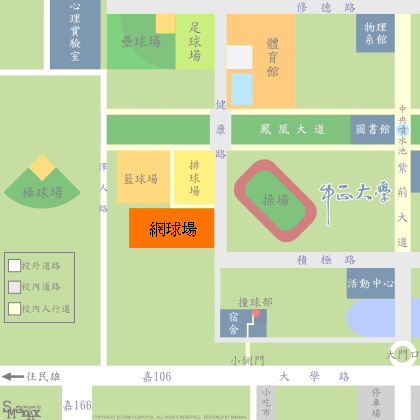 修德路
心理實驗室
壘球場
足球場
體育館
物理系館
健康路
鳳凰大道
圖書館
中央噴水池
紫荊大道
籃球場
排球場
棒球場
澤人路
操場
中正大學
網球場
積極路
校外道路
校內道路
校內人行道
活動中心
撞球部
宿舍
小側門
大門口
往民雄
嘉106
大學路
嘉166
小吃市
停車場